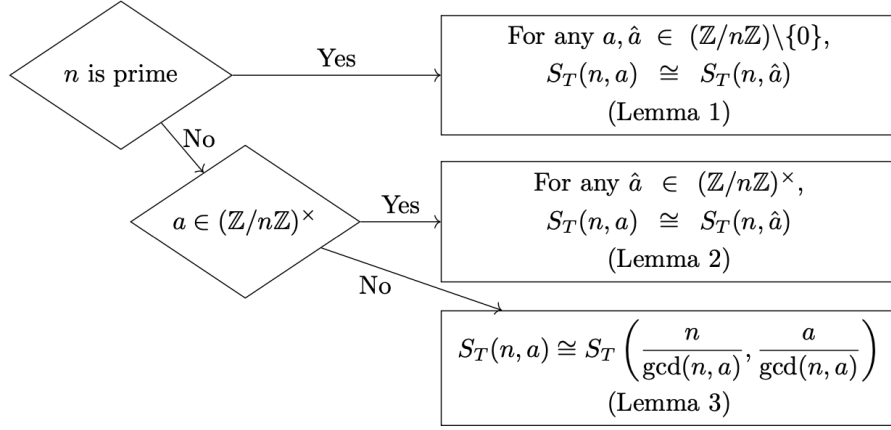 n is prime
Yes
For any a, â ∈ (ℤ/nℤ)\{0},
S_T(n, a) ≅ S_T(n, â)
(Lemma 1)
No
a ∈ (ℤ/nℤ)^×
Yes
For any â ∈ (ℤ/nℤ)^×,
S_T(n, a) ≅ S_T(n, â)
(Lemma 2)
No
S_T(n, a) ≅ S_T(n/gcd(n, a), a/gcd(n, a))
(Lemma 3)